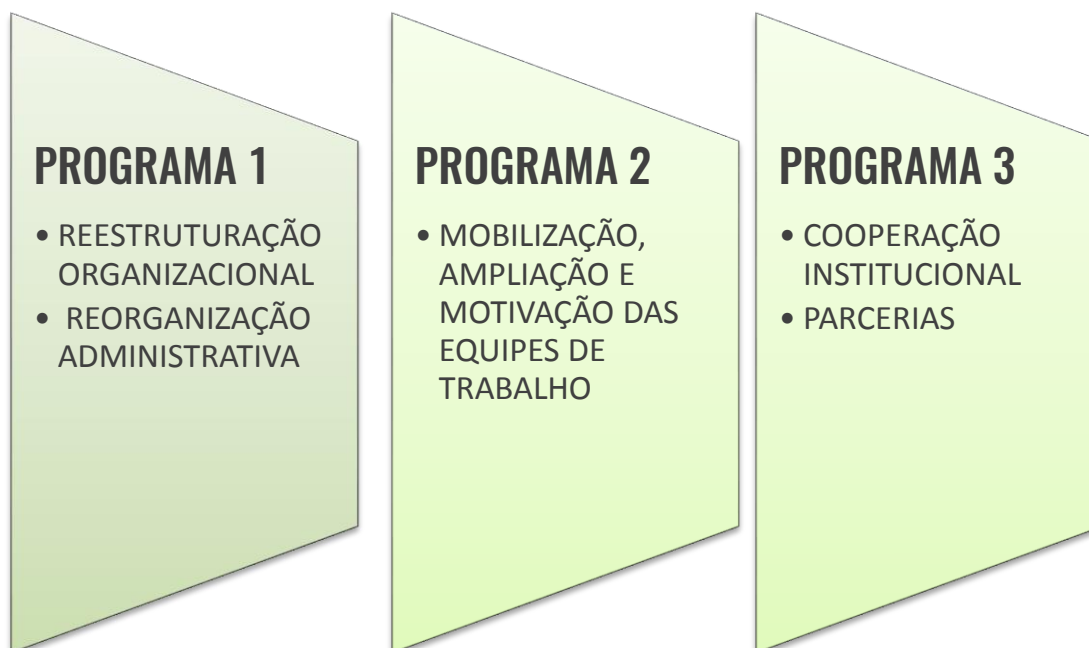 PROGRAMA 1
• REESTRUTURAÇÃO
ORGANIZACIONAL
• REORGANIZAÇÃO
ADMINISTRATIVA
PROGRAMA 2
• MOBILIZAÇÃO,
AMPLIAÇÃO E
MOTIVAÇÃO DAS
EQUIPES DE
TRABALHO
PROGRAMA 3
• COOPERAÇÃO
INSTITUCIONAL
• PARCERIAS